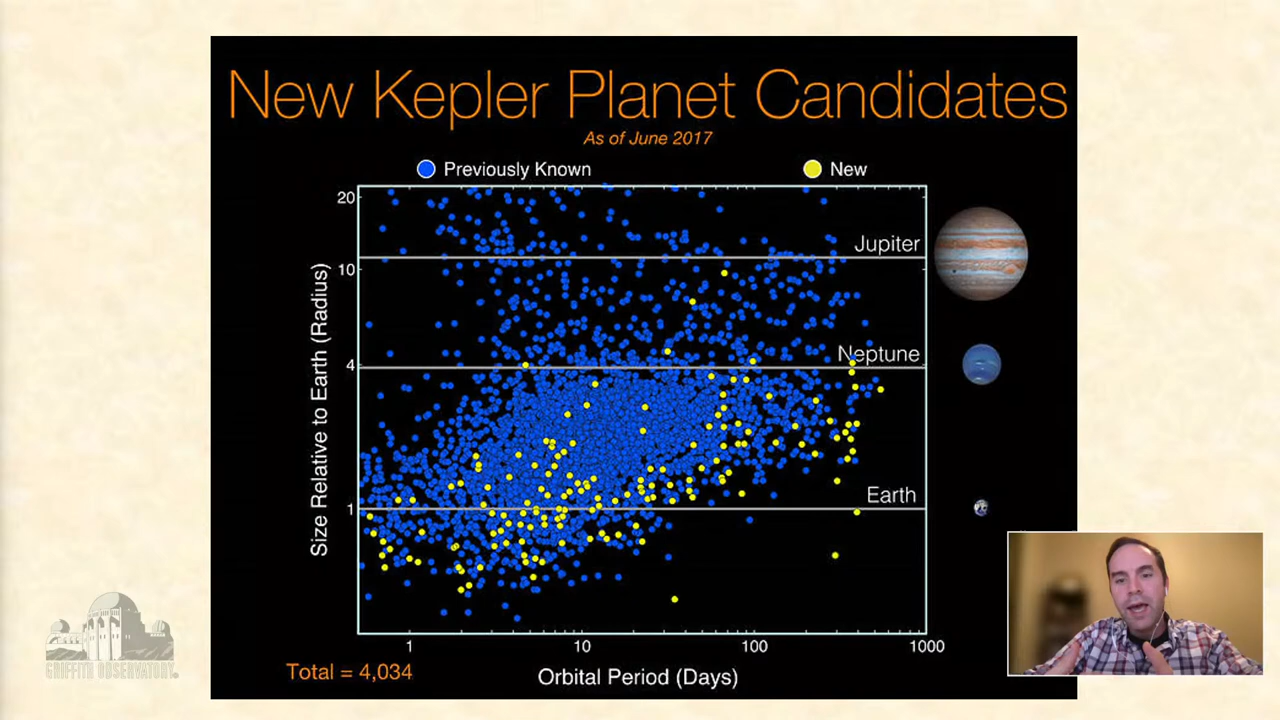 New Kepler Planet Candidates
As of June 2017
Previously Known
New
20
10
4
1
Jupiter
Neptune
Earth
Size Relative to Earth (Radius)
1
10
100
1000
Orbital Period (Days)
Total = 4,034
GRIFFITH OBSERVATORY